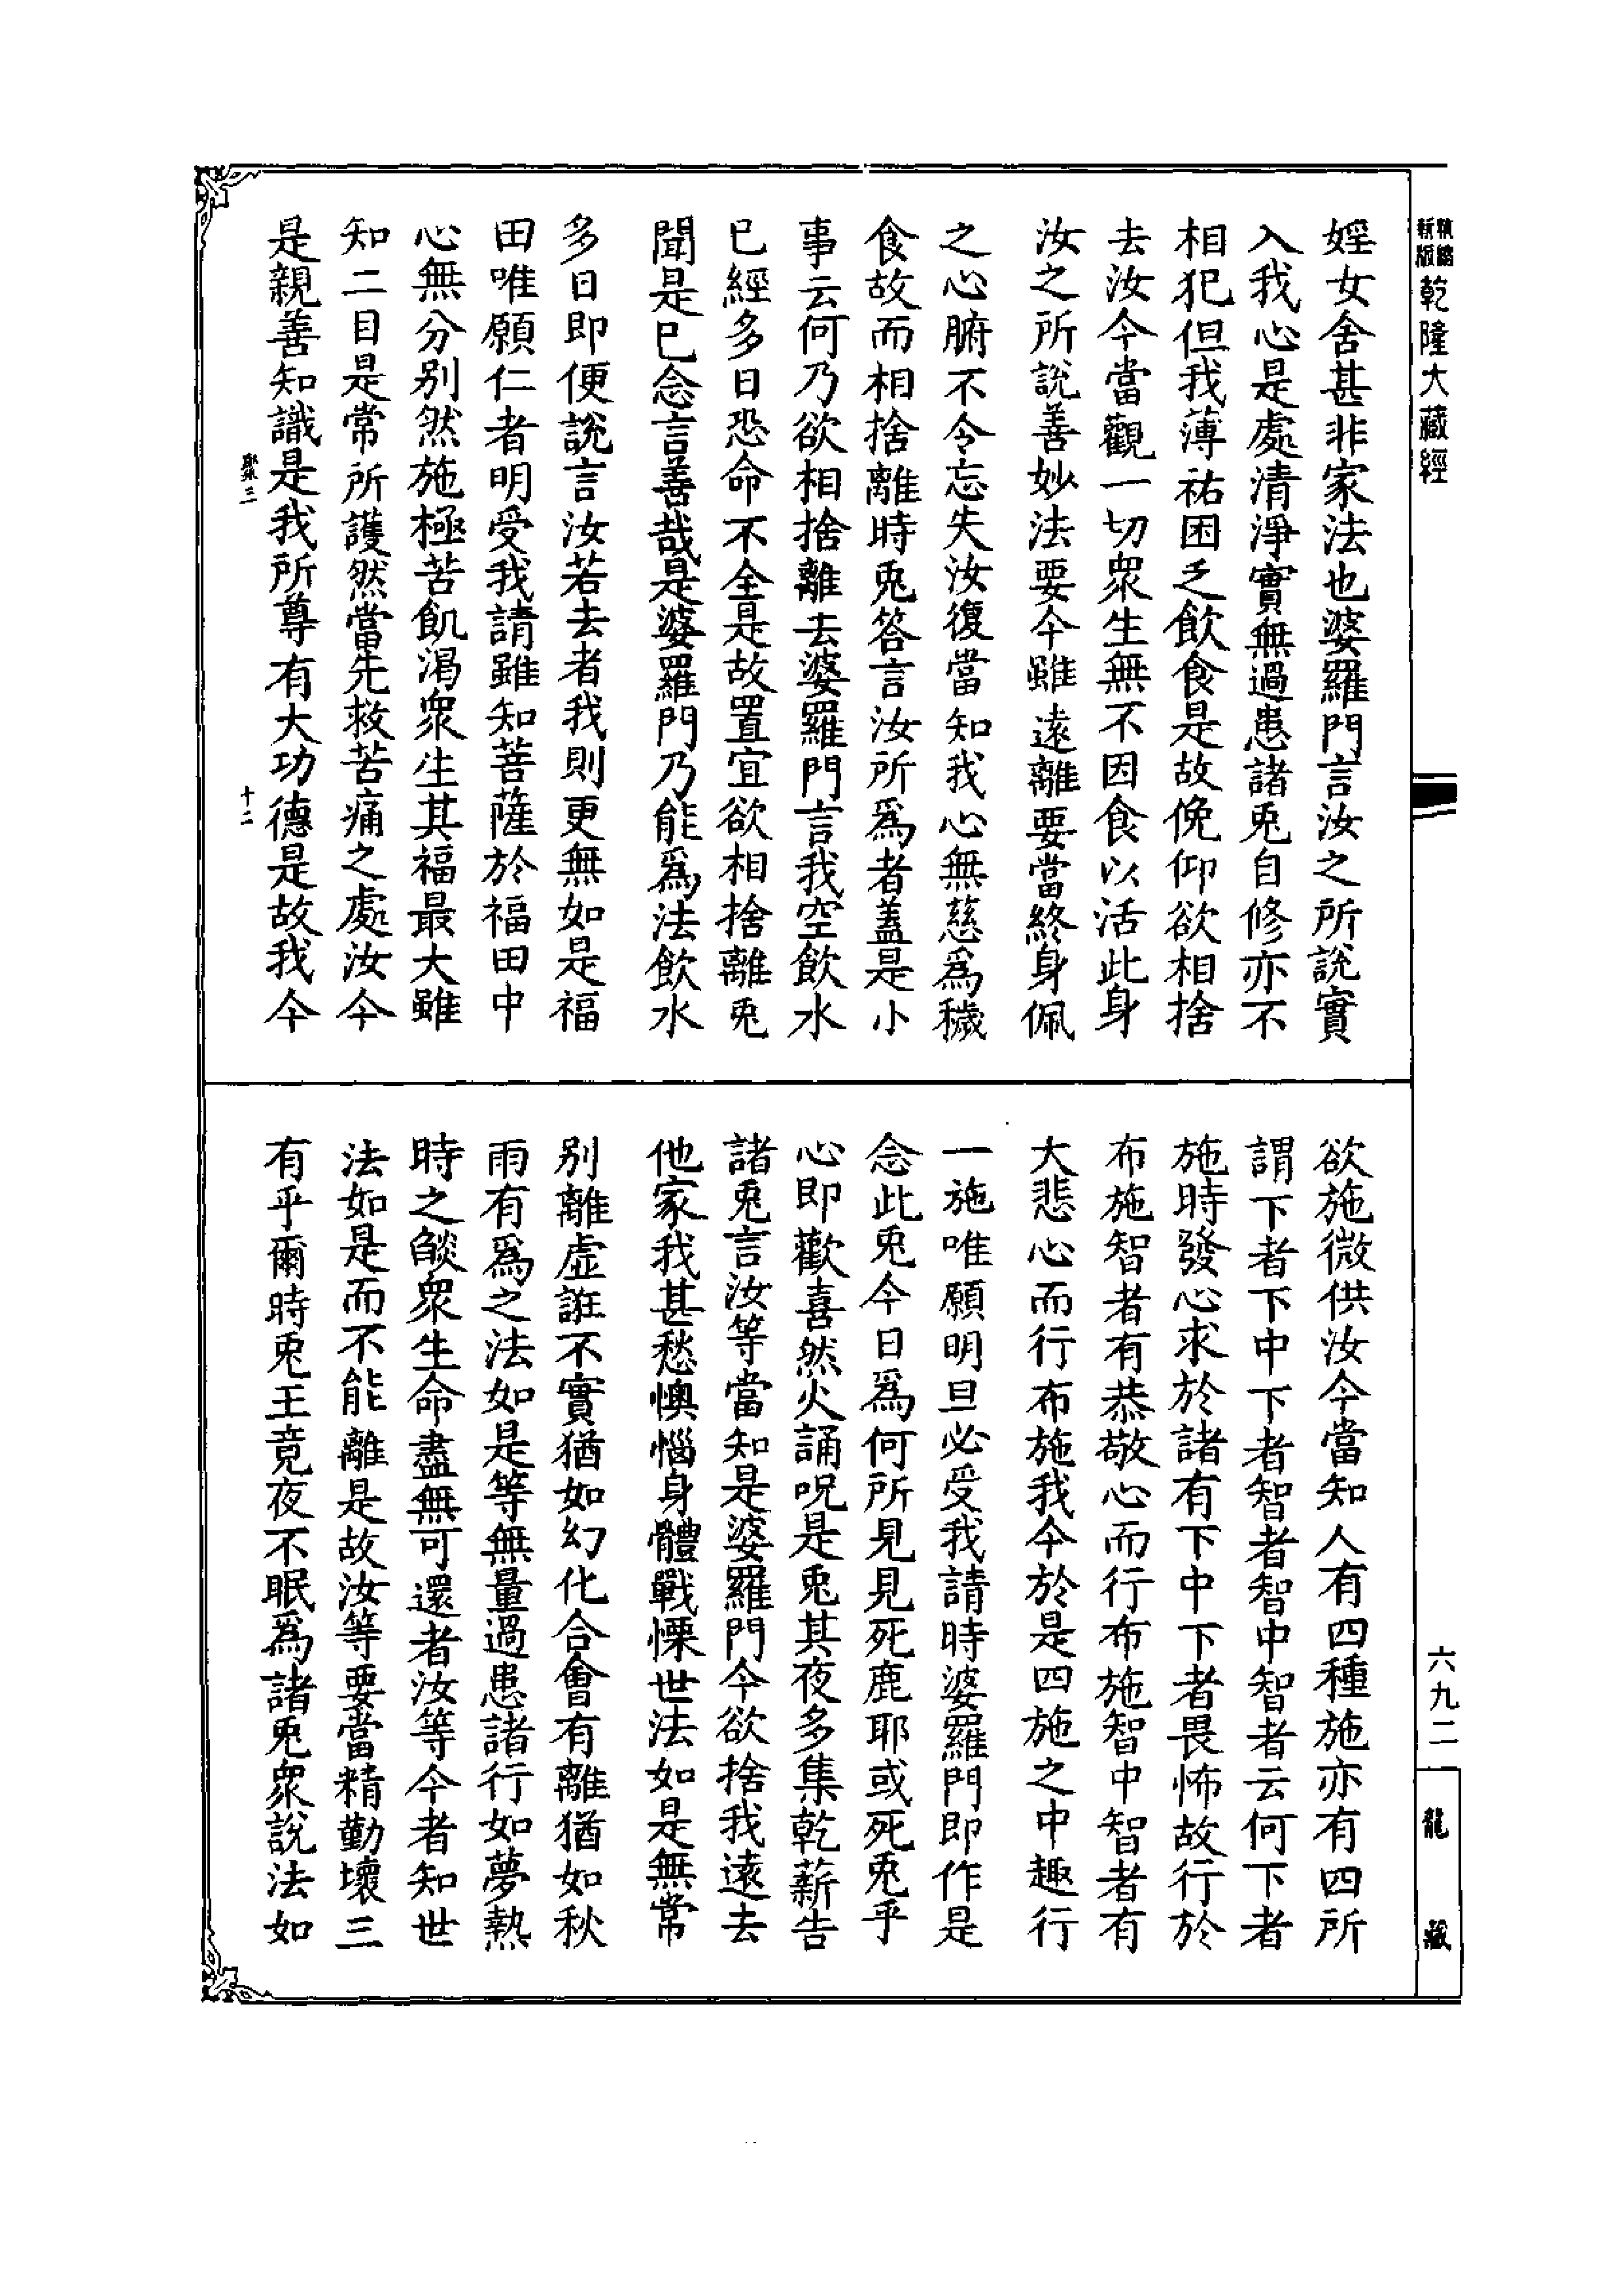 新版乾隆大藏經
婬女舍甚非家法也婆羅門言汝之所說實
入我心是處清淨實無過患諸兎自修亦不
相犯但我薄祐困乏飲食是故俛仰欲相捨
去汝今當觀一切衆生無不因食以活此身
汝之所說善妙法要今雖遠離要當終身佩
之心腑不令忘失汝復當知我心無慈爲穢
食故而相捨離時兎答言汝所爲者蓋是小
事云何乃欲相捨離去婆羅門言我空飲水
已經多日恐命不全是故置宜欲相捨離兎
聞是已念言善哉是婆羅門乃能爲法飲水
多日即便說言汝若去者我則更無如是福
田唯願仁者明受我請雖知菩薩於福田中
心無分别然施極苦飢渴衆生其福最大雖
知二目是常所護然當先救苦痛之處汝今
是親善知識是我所尊有大功德是故我今
十二
欲施微供汝今當知人有四種施亦有四所
謂下者下中下者智者智中智者云何下者
施時發心求於諸有下中下者畏怖故行於
布施智者有恭敬心而行布施智中智者有
大悲心而行布施我今於是四施之中趣行
一施唯願明旦必受我請時婆羅門即作是
念此兎今日爲何所見見死鹿耶或死兎乎
心即歡喜然火誦呪是兎其夜多集乾薪告
諸兎言汝等當知是婆羅門今欲捨我遠去
他家我甚愁懊惱身體戰慄世法如是無常
别離虛誑不實猶如幻化合會有離猶如秋
雨有爲之法如是等無量過患諸行如夢熱
時之燄衆生命盡無可還者汝等今者知世
法如是而不能離是故汝等要當精勤壞三
有乎爾時兎王竟夜不眠爲諸兎衆說法如
六九二
龍藏